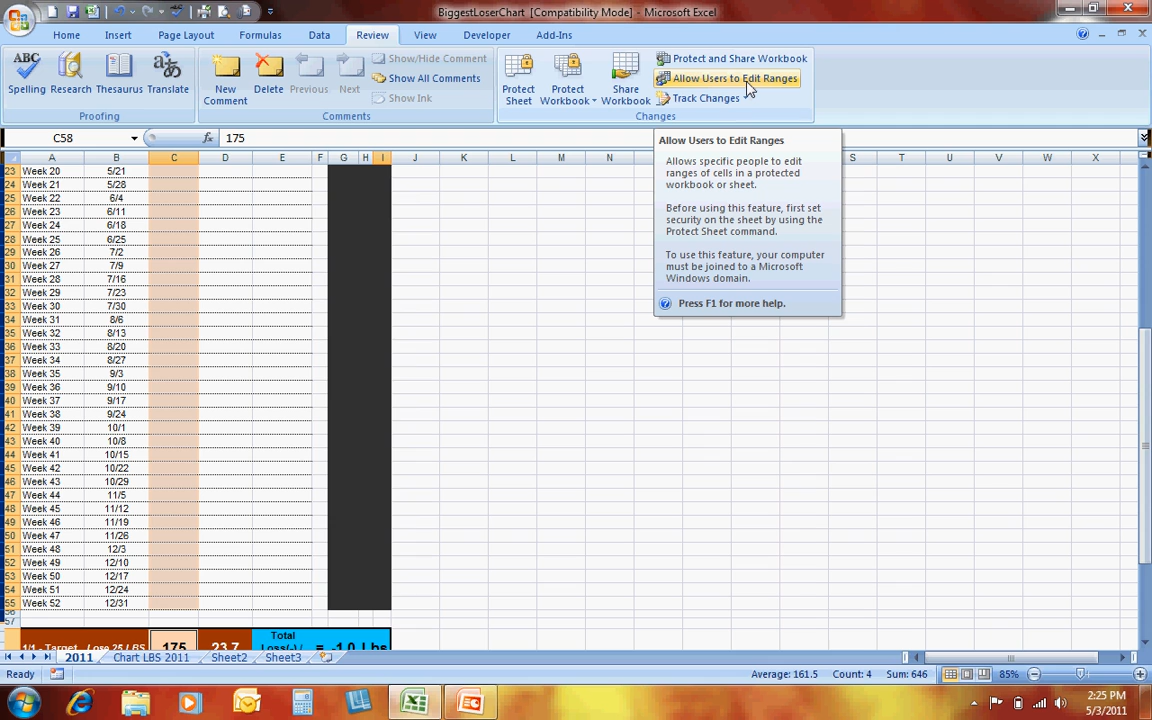 BiggestLoserChart [Compatibility Mode] - Microsoft Excel
Home Insert Page Layout Formulas Data Review View Developer Add-Ins
ABC
Spelling Research Thesaurus Translate
Proofing
New Comment Delete Previous Next
Show/Hide Comment
Show All Comments
Show Ink
Comments
Protect Sheet Protect Workbook Share Workbook
Protect and Share Workbook
Allow Users to Edit Ranges
Track Changes
Changes
C58 fx 175
Allow Users to Edit Ranges
Allows specific people to edit
ranges of cells in a protected
workbook or sheet.
Before using this feature, first set
security on the sheet by using the
Protect Sheet command.
To use this feature, your computer
must be joined to a Microsoft
Windows domain.
Press F1 for more help.
A B C D E F G H I J K L M N S T U V W X
23 Week 20 5/21
24 Week 21 5/28
25 Week 22 6/4
26 Week 23 6/11
27 Week 24 6/18
28 Week 25 6/25
29 Week 26 7/2
30 Week 27 7/9
31 Week 28 7/16
32 Week 29 7/23
33 Week 30 7/30
34 Week 31 8/6
35 Week 32 8/13
36 Week 33 8/20
37 Week 34 8/27
38 Week 35 9/3
39 Week 36 9/10
40 Week 37 9/17
41 Week 38 9/24
42 Week 39 10/1
43 Week 40 10/8
44 Week 41 10/15
45 Week 42 10/22
46 Week 43 10/29
47 Week 44 11/5
48 Week 45 11/12
49 Week 46 11/19
50 Week 47 11/26
51 Week 48 12/3
52 Week 49 12/10
53 Week 50 12/17
54 Week 51 12/24
55 Week 52 12/31
56
57
1/1 - Target Lose 25 LBS 175 23.7 Total Loss(-) / = -1.0 Lbs
2011 Chart LBS 2011 Sheet2 Sheet3
Ready Average: 161.5 Count: 4 Sum: 646 85%
2:25 PM
5/3/2011